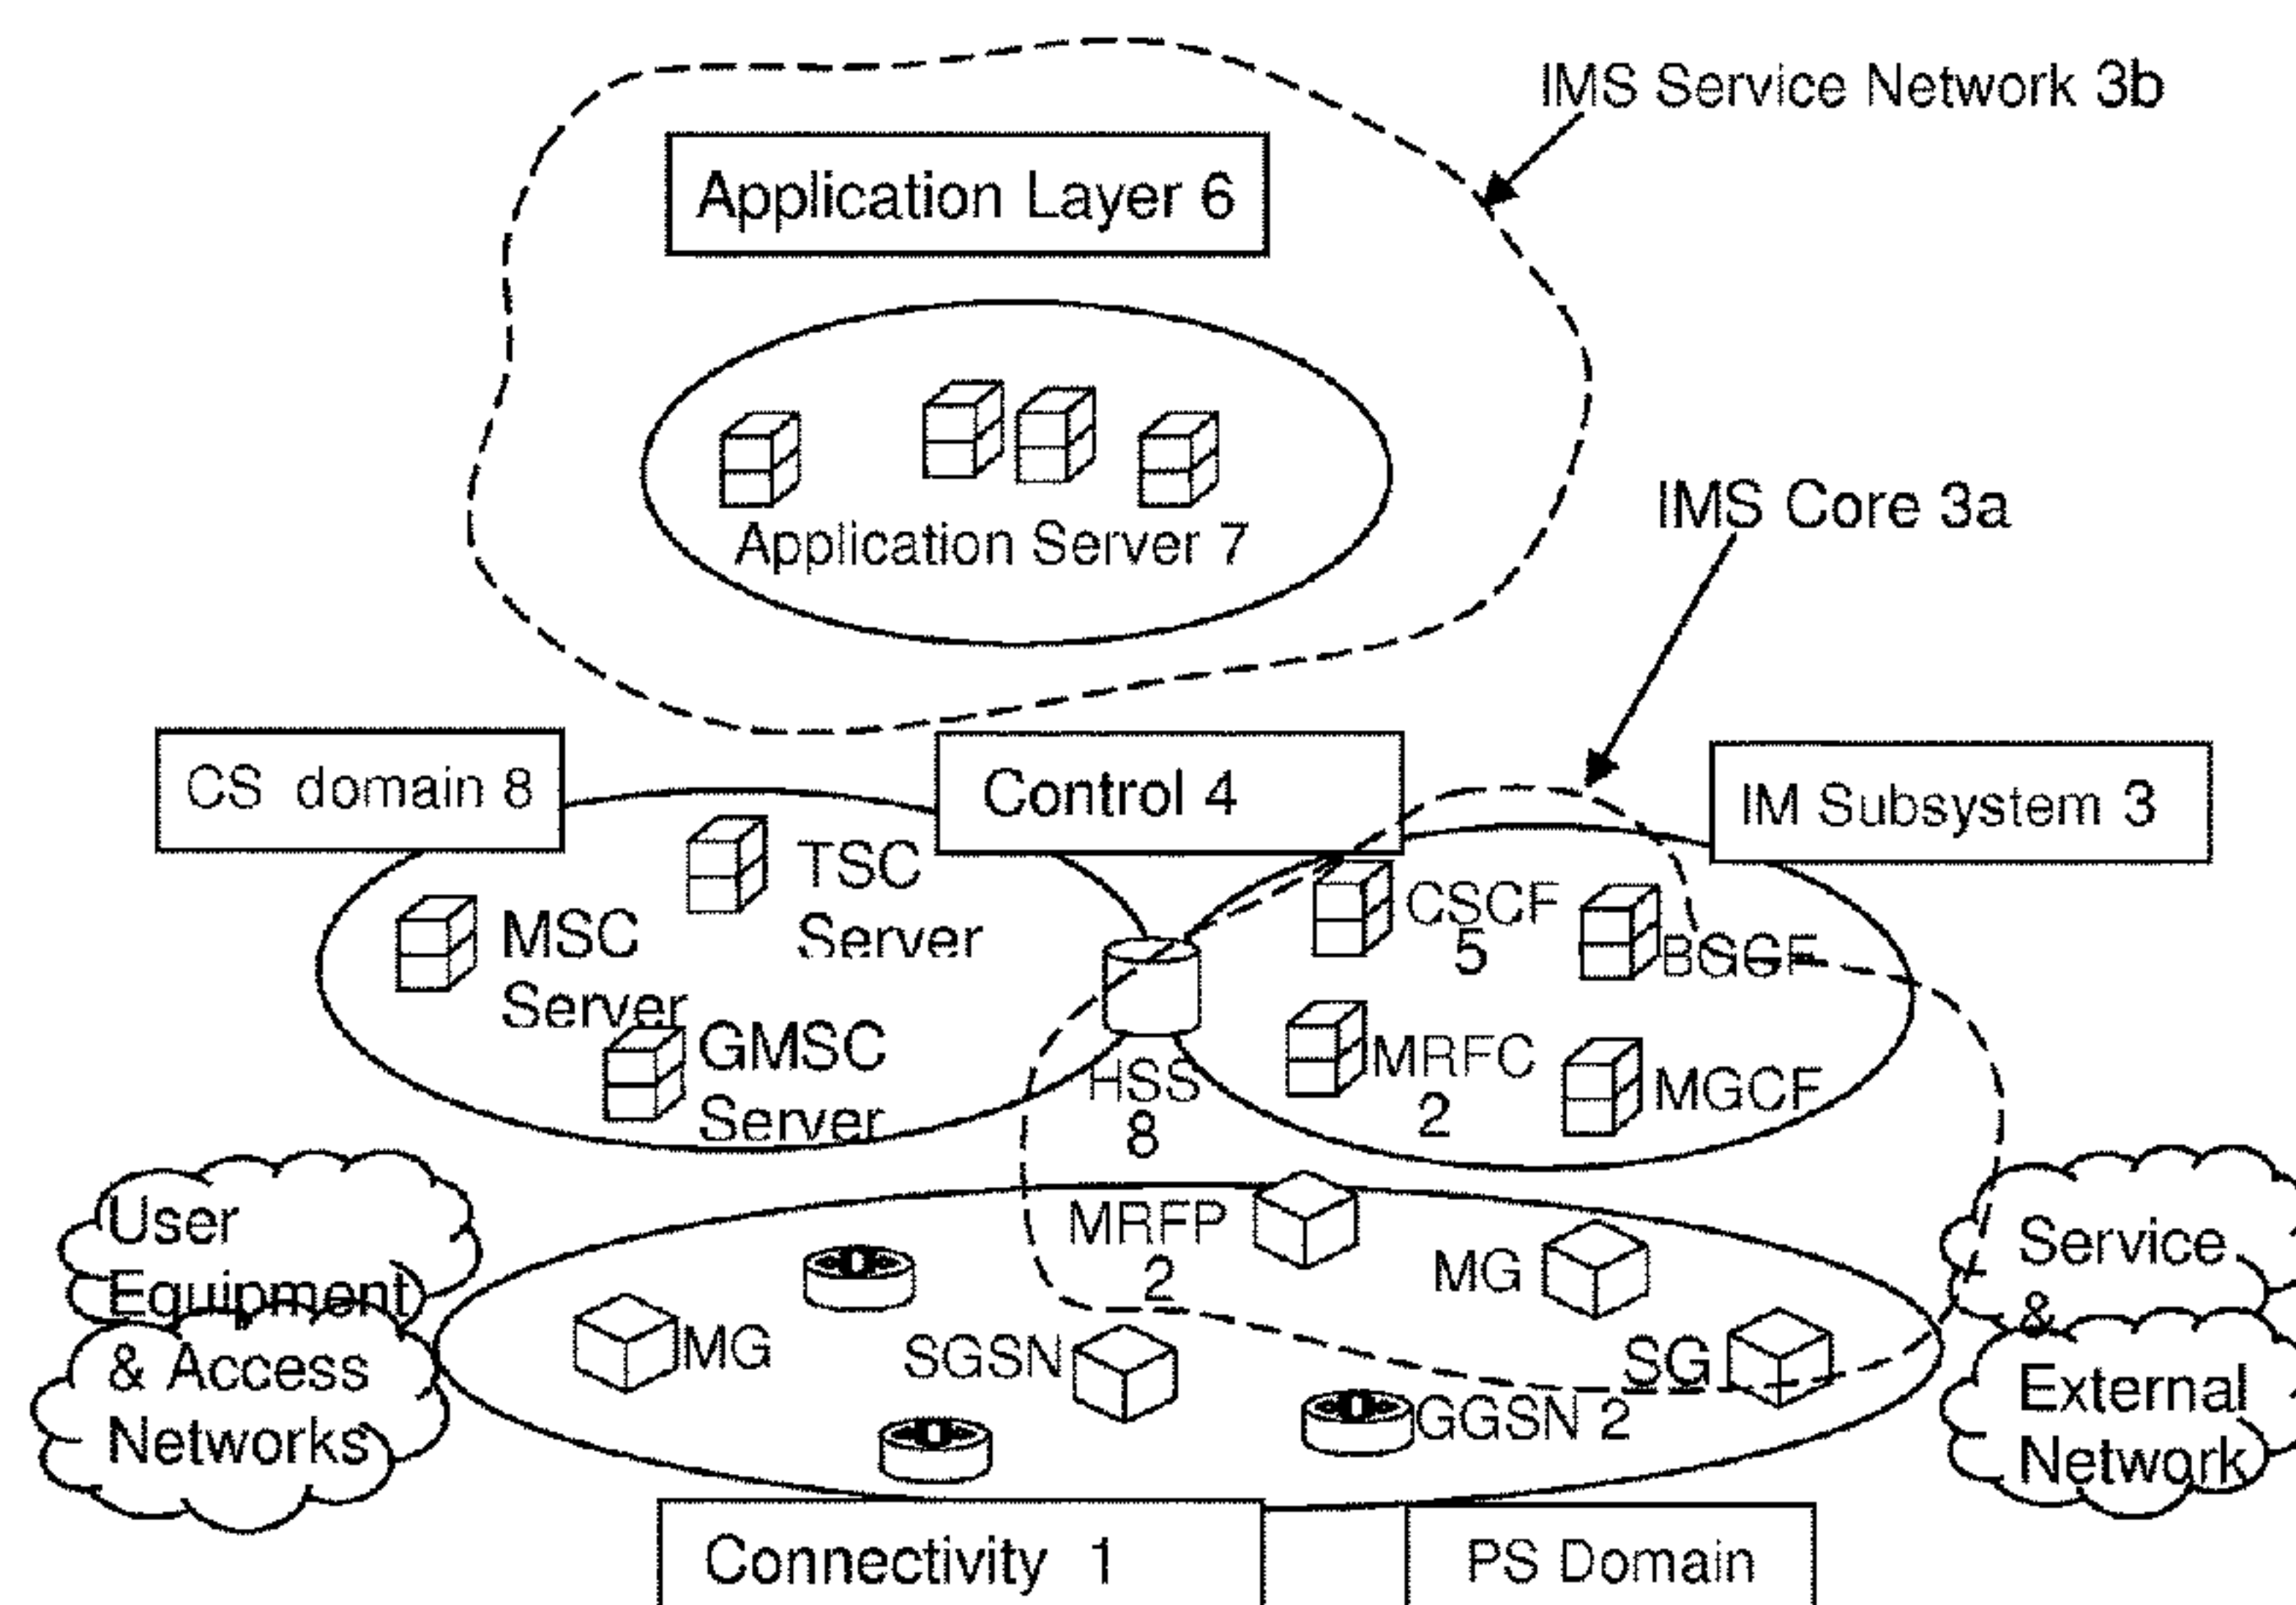 IMS Service Network 3b
Application Layer 6
IMS Core 3a
Application Server 7
CS domain 8
Control 4
IM Subsystem 3
TSC
Server
MSC
Server
GMSC
Server
CSCF
5
BGCF
HSS
8
MRFC
2
MGCF
User
Equipment
& Access
Networks
MRFP
2
MG
MG
SGSN
SG
GGSN 2
Service
&
External
Network
Connectivity 1
PS Domain